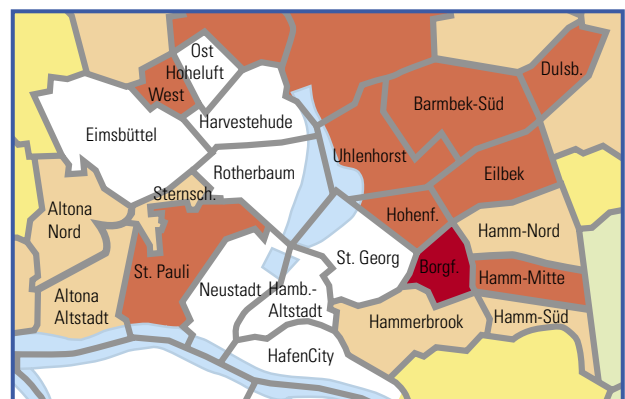 Ost
Hoheluft
West
Dulsb.
Barmbek-Süd
Harvestehude
Eimsbüttel
Uhlenhorst
Rotherbaum
Eilbek
Sternsch.
Altona
Nord
Hohenf.
Hamm-Nord
St. Georg
Borgf.
St. Pauli
Hamm-Mitte
Neustadt
Hamb.-
Altstadt
Altona
Altstadt
Hammerbrook
Hamm-Süd
HafenCity